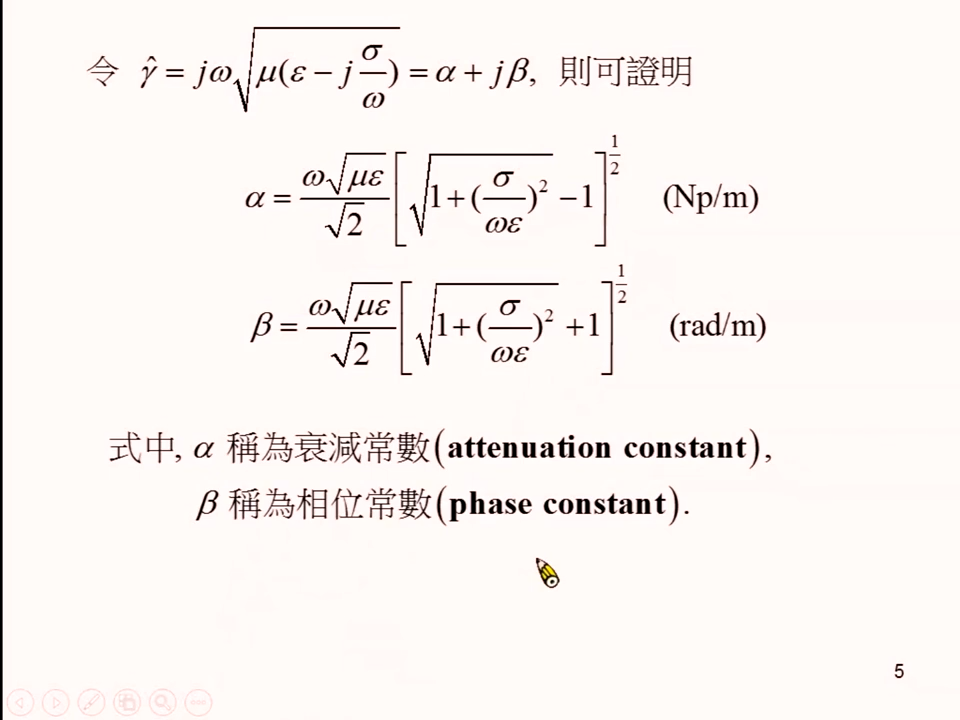 令 γ̂ = jω√(μ(ε − j σ/ω)) = α + jβ, 則可證明
α = (ω√(με)/√2) [√(1+(σ/ωε)²) − 1]^(1/2) (Np/m)
β = (ω√(με)/√2) [√(1+(σ/ωε)²) + 1]^(1/2) (rad/m)
式中, α 稱為衰減常數(attenuation constant),
β 稱為相位常數(phase constant).
5